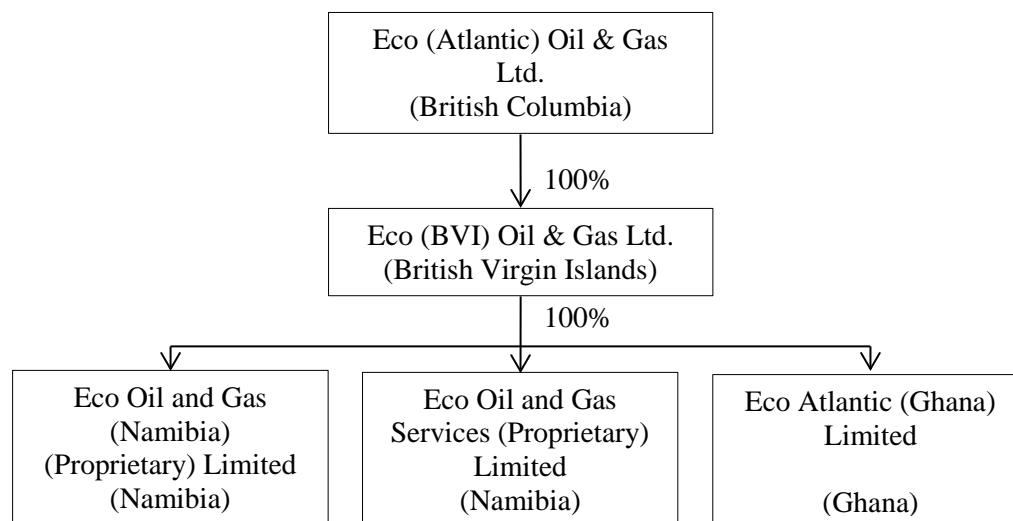 Eco (Atlantic) Oil & Gas
Ltd.
(British Columbia)
100%
Eco (BVI) Oil & Gas Ltd.
(British Virgin Islands)
100%
Eco Oil and Gas
(Namibia)
(Proprietary) Limited
(Namibia)
Eco Oil and Gas
Services (Proprietary)
Limited
(Namibia)
Eco Atlantic (Ghana)
Limited
(Ghana)